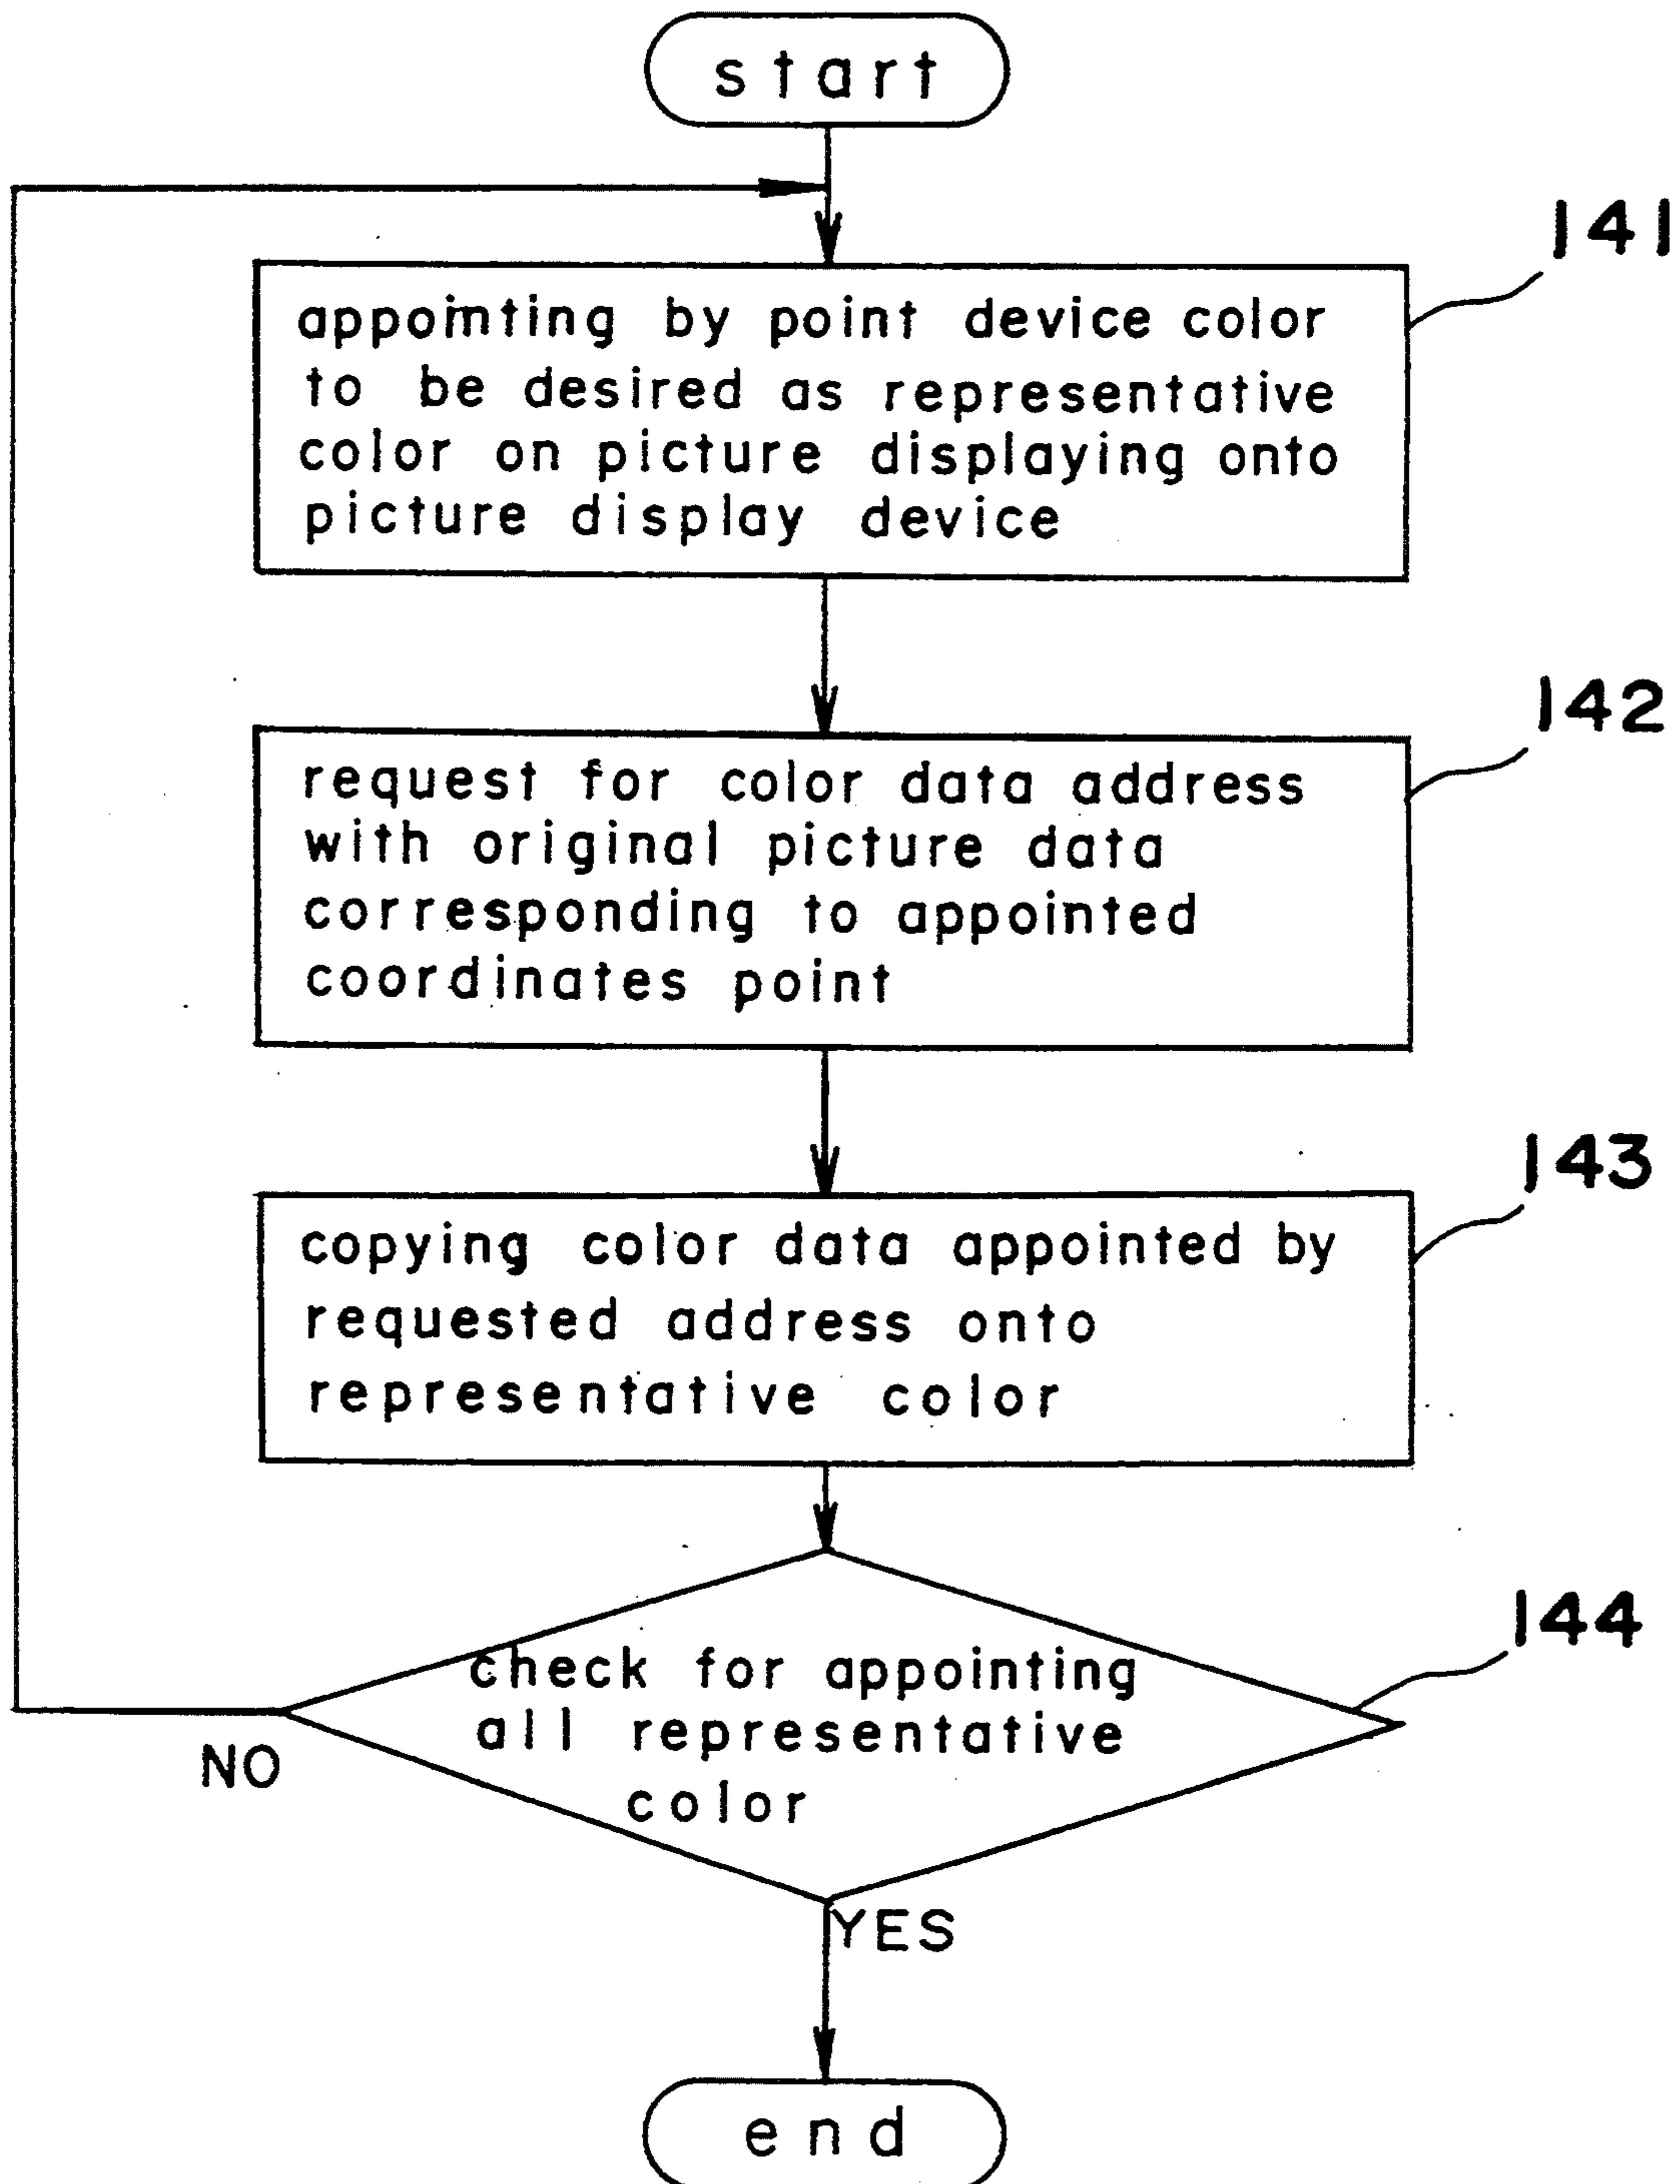 start
141
appointing by point device color
to be desired as representative
color on picture displaying onto
picture display device
142
request for color data address
with original picture data
corresponding to appointed
coordinates point
143
copying color data appointed by
requested address onto
representative color
144
check for appointing
all representative
color
NO
YES
end